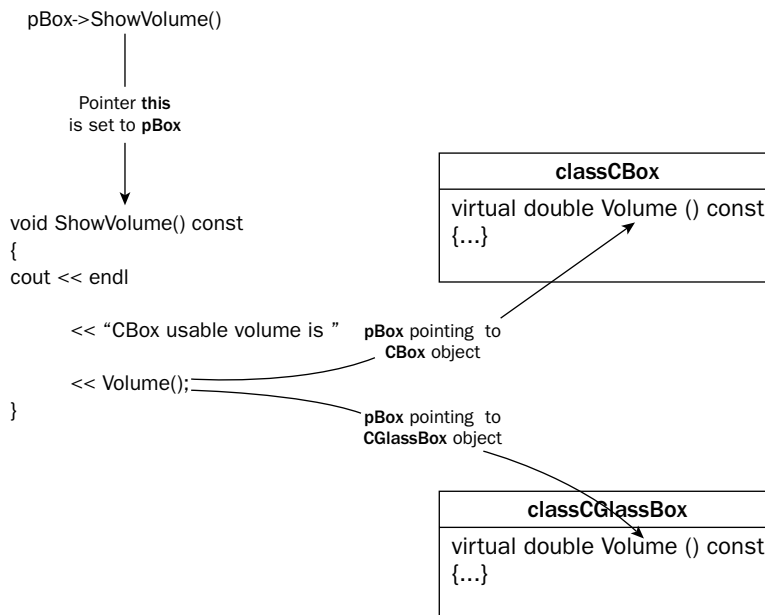 pBox->ShowVolume()
Pointer this
is set to pBox
void ShowVolume() const
{
cout << endl
<< “CBox usable volume is ”
<< Volume();
}
pBox pointing to
CBox object
classCBox
virtual double Volume () const
{...}
pBox pointing to
CGlassBox object
classCGlassBox
virtual double Volume () const
{...}